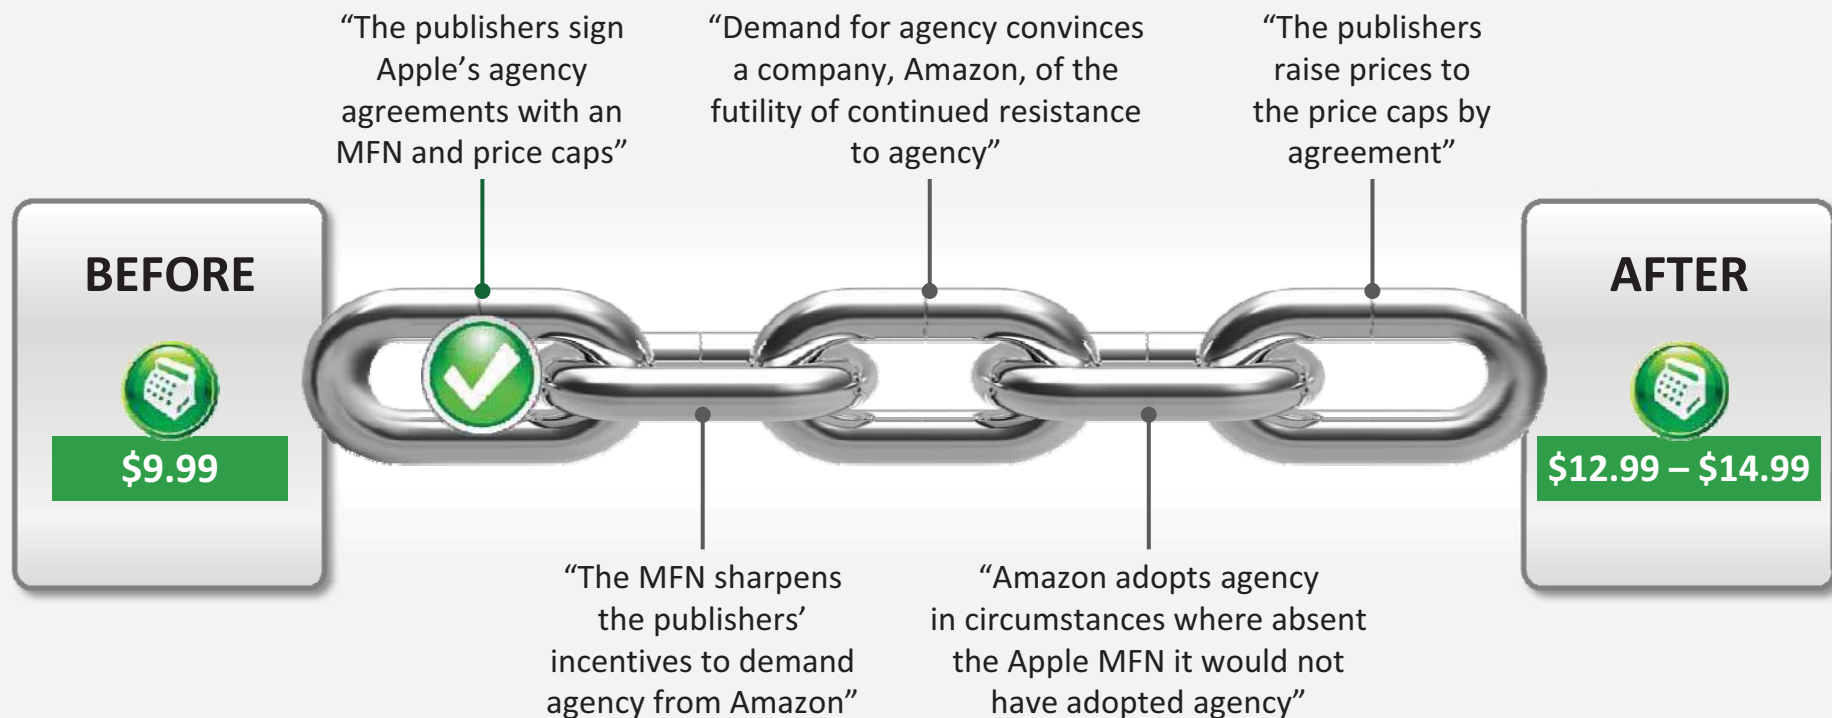 “The publishers sign
Apple’s agency
agreements with an
MFN and price caps”
“Demand for agency convinces
a company, Amazon, of the
futility of continued resistance
to agency”
“The publishers
raise prices to
the price caps by
agreement”
BEFORE
$9.99
AFTER
$12.99 – $14.99
“The MFN sharpens
the publishers’
incentives to demand
agency from Amazon”
“Amazon adopts agency
in circumstances where absent
the Apple MFN it would not
have adopted agency”